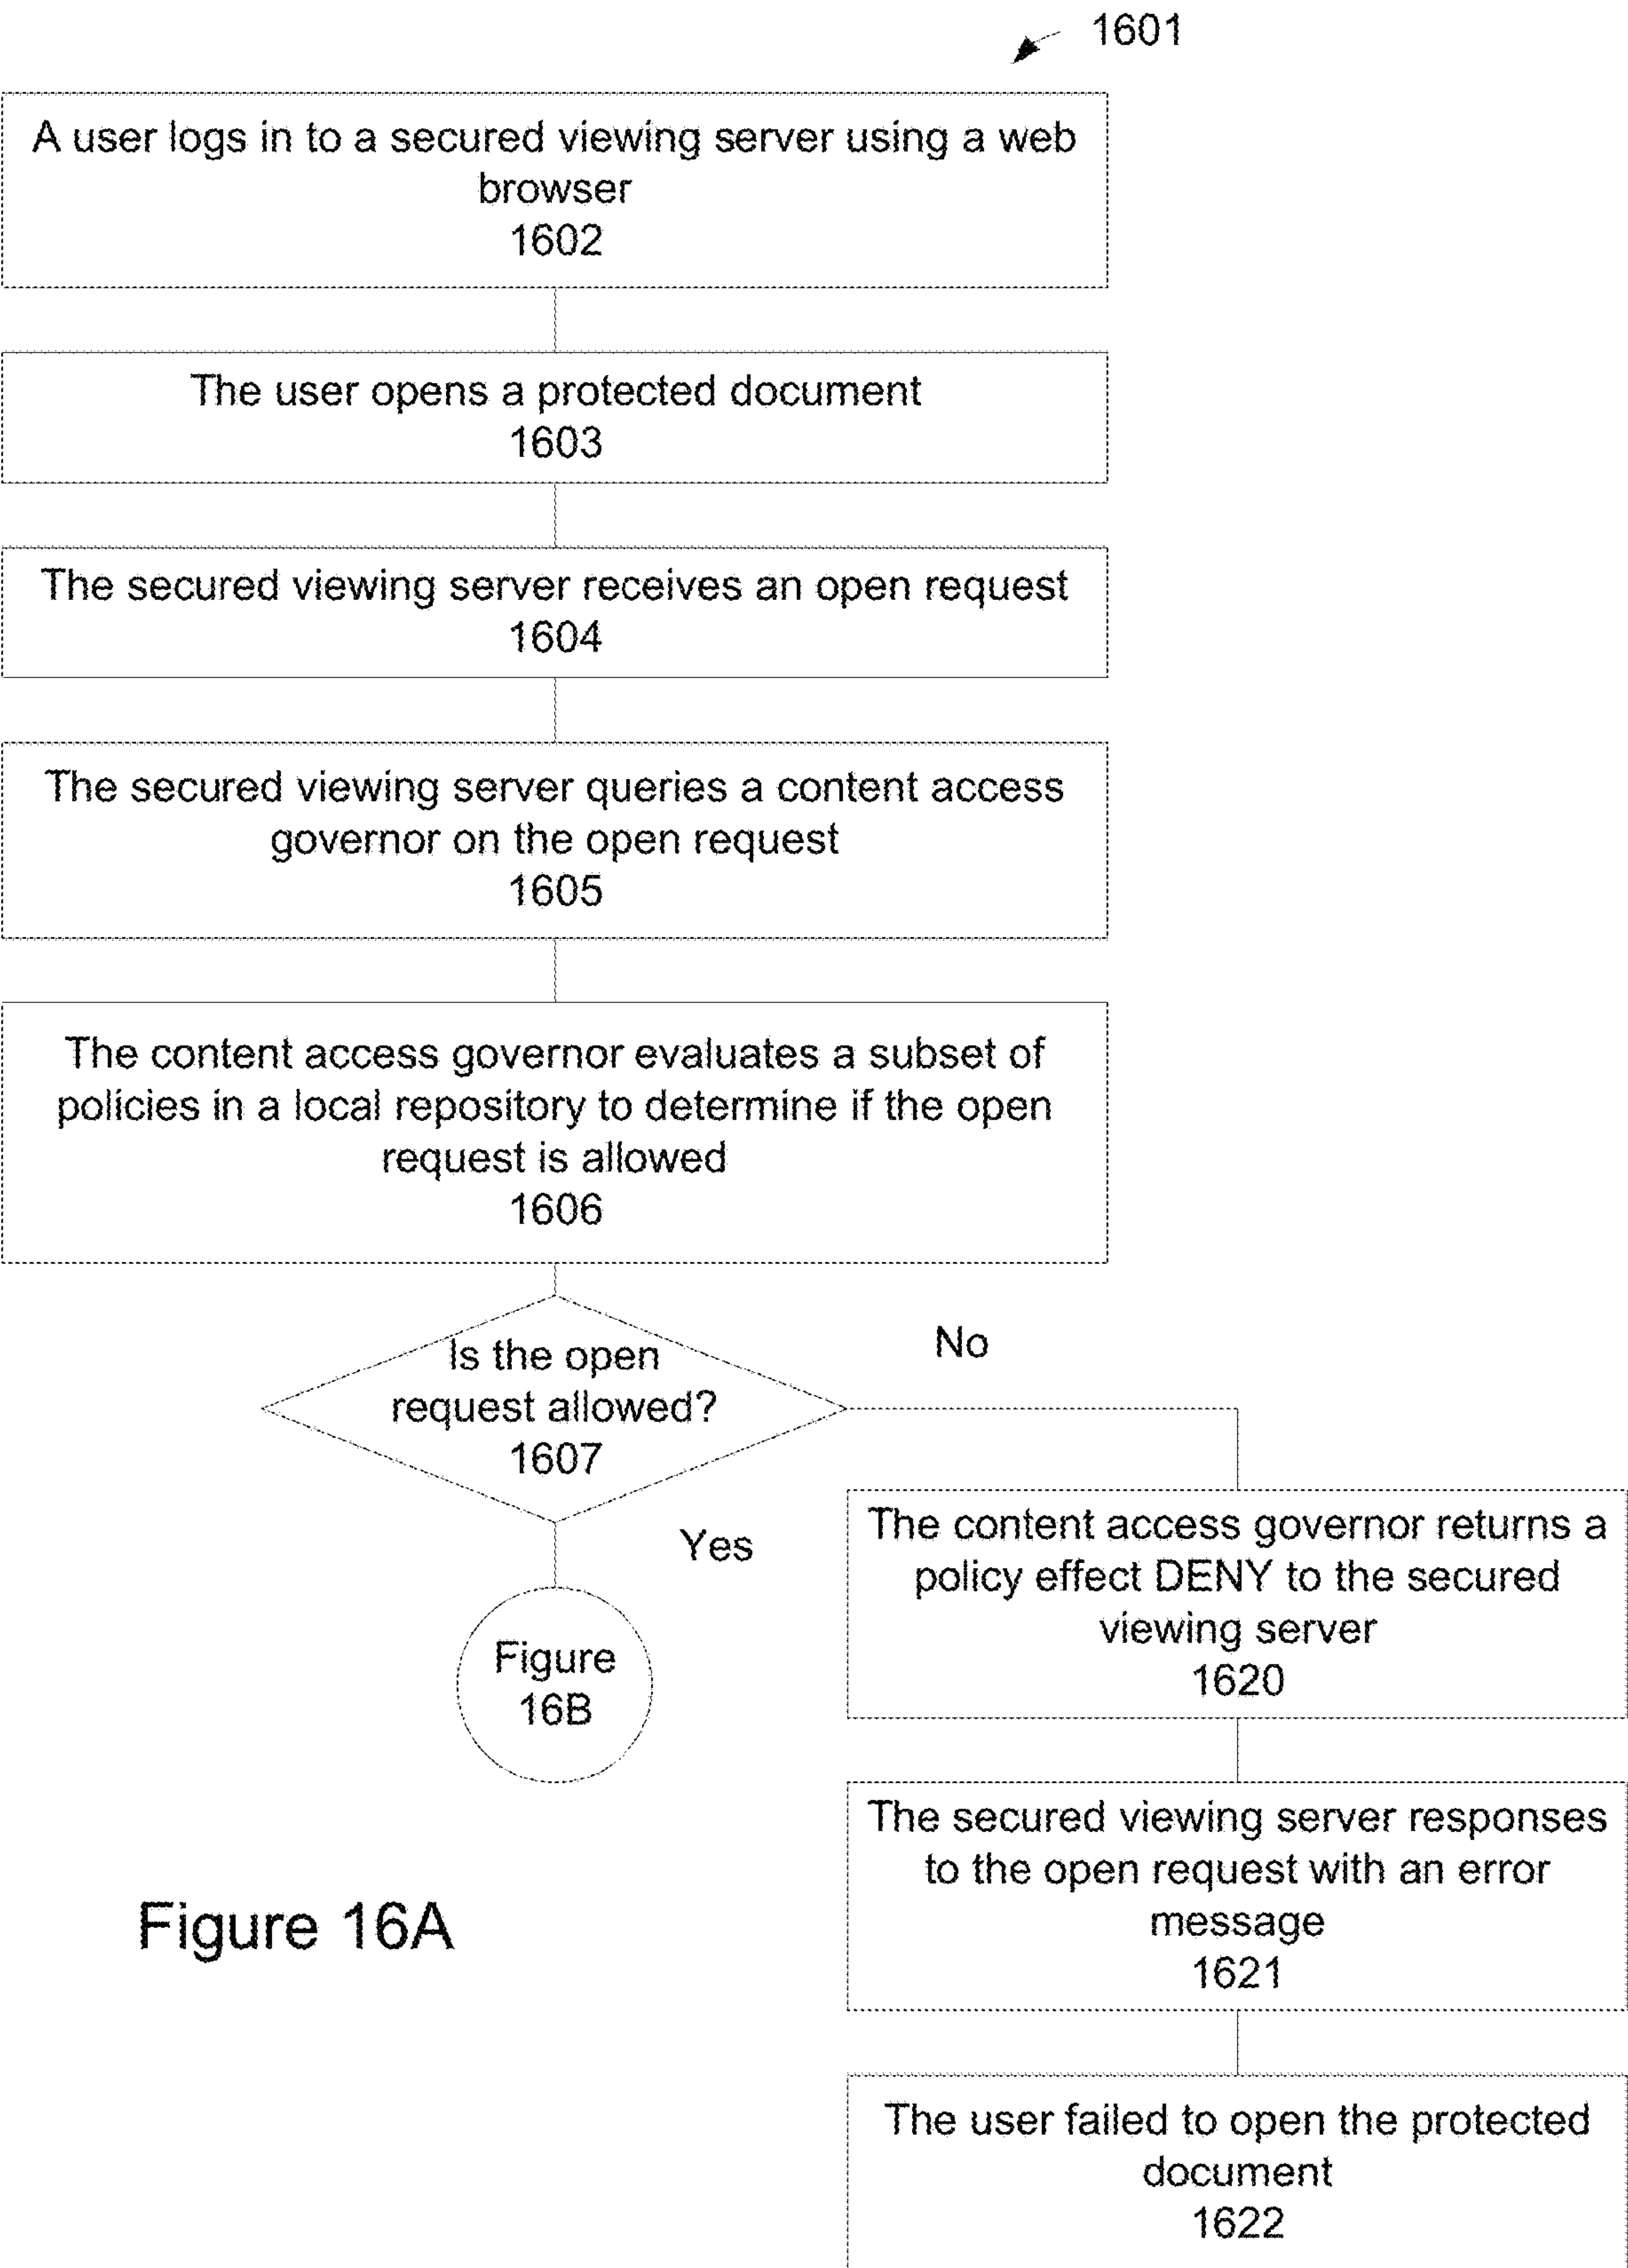 1601
A user logs in to a secured viewing server using a web
browser
1602
The user opens a protected document
1603
The secured viewing server receives an open request
1604
The secured viewing server queries a content access
governor on the open request
1605
The content access governor evaluates a subset of
policies in a local repository to determine if the open
request is allowed
1606
Is the open
request allowed?
1607
No
Yes
Figure
16B
The content access governor returns a
policy effect DENY to the secured
viewing server
1620
The secured viewing server responses
to the open request with an error
message
1621
The user failed to open the protected
document
1622
Figure 16A